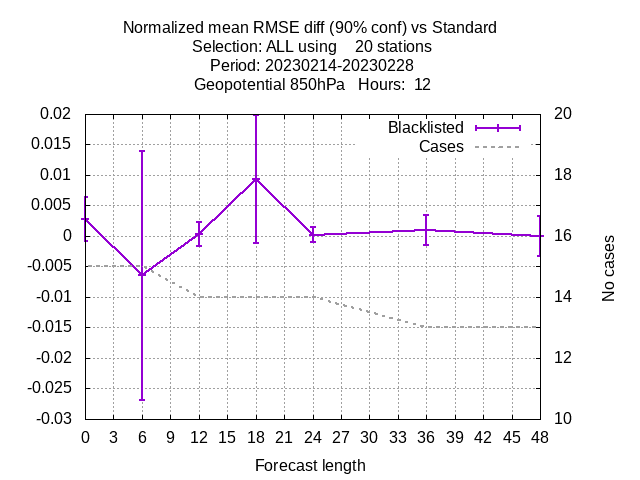 Normalized mean RMSE diff (90% conf) vs Standard
Selection: ALL using    20 stations
Period: 20230214-20230228
Geopotential 850hPa   Hours:  12
Blacklisted
Cases
0.02
0.015
0.01
0.005
0
-0.005
-0.01
-0.015
-0.02
-0.025
-0.03
20
18
16
14
12
10
No cases
0 3 6 9 12 15 18 21 24 27 30 33 36 39 42 45 48
Forecast length